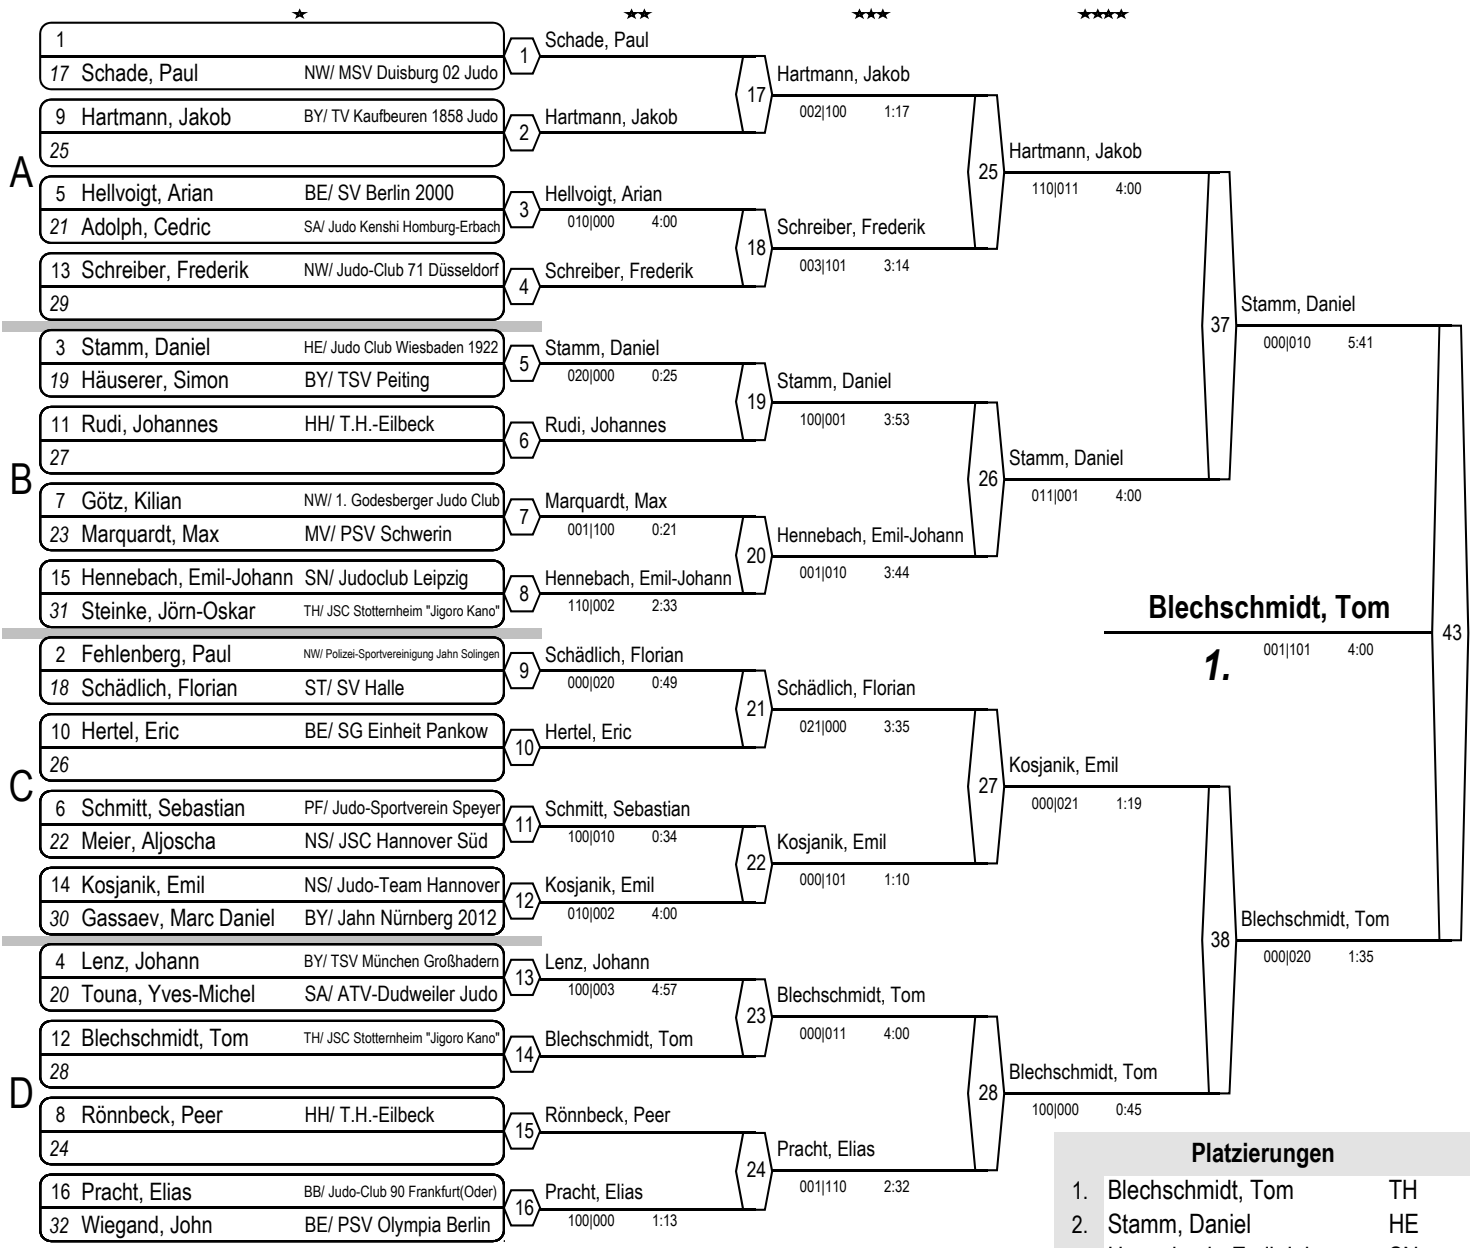 ★ ★★ ★★★ ★★★★
1
17 Schade, Paul NW/ MSV Duisburg 02 Judo
1 Schade, Paul
9 Hartmann, Jakob BY/ TV Kaufbeuren 1858 Judo
25
2 Hartmann, Jakob
17 Hartmann, Jakob
002|100 1:17
A
5 Hellvoigt, Arian BE/ SV Berlin 2000
21 Adolph, Cedric SA/ Judo Kenshi Homburg-Erbach
3 Hellvoigt, Arian
010|000 4:00
13 Schreiber, Frederik NW/ Judo-Club 71 Düsseldorf
29
4 Schreiber, Frederik
18 Schreiber, Frederik
003|101 3:14
25 Hartmann, Jakob
110|011 4:00
3 Stamm, Daniel HE/ Judo Club Wiesbaden 1922
19 Häuserer, Simon BY/ TSV Peiting
5 Stamm, Daniel
020|000 0:25
11 Rudi, Johannes HH/ T.H.-Eilbeck
27
6 Rudi, Johannes
19 Stamm, Daniel
100|001 3:53
B
7 Götz, Kilian NW/ 1. Godesberger Judo Club
23 Marquardt, Max MV/ PSV Schwerin
7 Marquardt, Max
001|100 0:21
15 Hennebach, Emil-Johann SN/ Judoclub Leipzig
31 Steinke, Jörn-Oskar TH/ JSC Stotternheim "Jigoro Kano"
8 Hennebach, Emil-Johann
110|002 2:33
20 Hennebach, Emil-Johann
001|010 3:44
26 Stamm, Daniel
011|001 4:00
37 Stamm, Daniel
000|010 5:41
2 Fehlenberg, Paul NW/ Polizei-Sportvereinigung Jahn Solingen
18 Schädlich, Florian ST/ SV Halle
9 Schädlich, Florian
000|020 0:49
10 Hertel, Eric BE/ SG Einheit Pankow
26
10 Hertel, Eric
21 Schädlich, Florian
021|000 3:35
C
6 Schmitt, Sebastian PF/ Judo-Sportverein Speyer
22 Meier, Aljoscha NS/ JSC Hannover Süd
11 Schmitt, Sebastian
100|010 0:34
14 Kosjanik, Emil NS/ Judo-Team Hannover
30 Gassaev, Marc Daniel BY/ Jahn Nürnberg 2012
12 Kosjanik, Emil
010|002 4:00
22 Kosjanik, Emil
000|101 1:10
27 Kosjanik, Emil
000|021 1:19
4 Lenz, Johann BY/ TSV München Großhadern
20 Touna, Yves-Michel SA/ ATV-Dudweiler Judo
13 Lenz, Johann
100|003 4:57
12 Blechschmidt, Tom TH/ JSC Stotternheim "Jigoro Kano"
28
14 Blechschmidt, Tom
23 Blechschmidt, Tom
000|011 4:00
D
8 Rönnbeck, Peer HH/ T.H.-Eilbeck
24
15 Rönnbeck, Peer
16 Pracht, Elias BB/ Judo-Club 90 Frankfurt(Oder)
32 Wiegand, John BE/ PSV Olympia Berlin
16 Pracht, Elias
100|000 1:13
24 Pracht, Elias
001|110 2:32
28 Blechschmidt, Tom
100|000 0:45
38 Blechschmidt, Tom
000|020 1:35
Blechschmidt, Tom
43
1. 001|101 4:00
Platzierungen
1. Blechschmidt, Tom TH
2. Stamm, Daniel HE